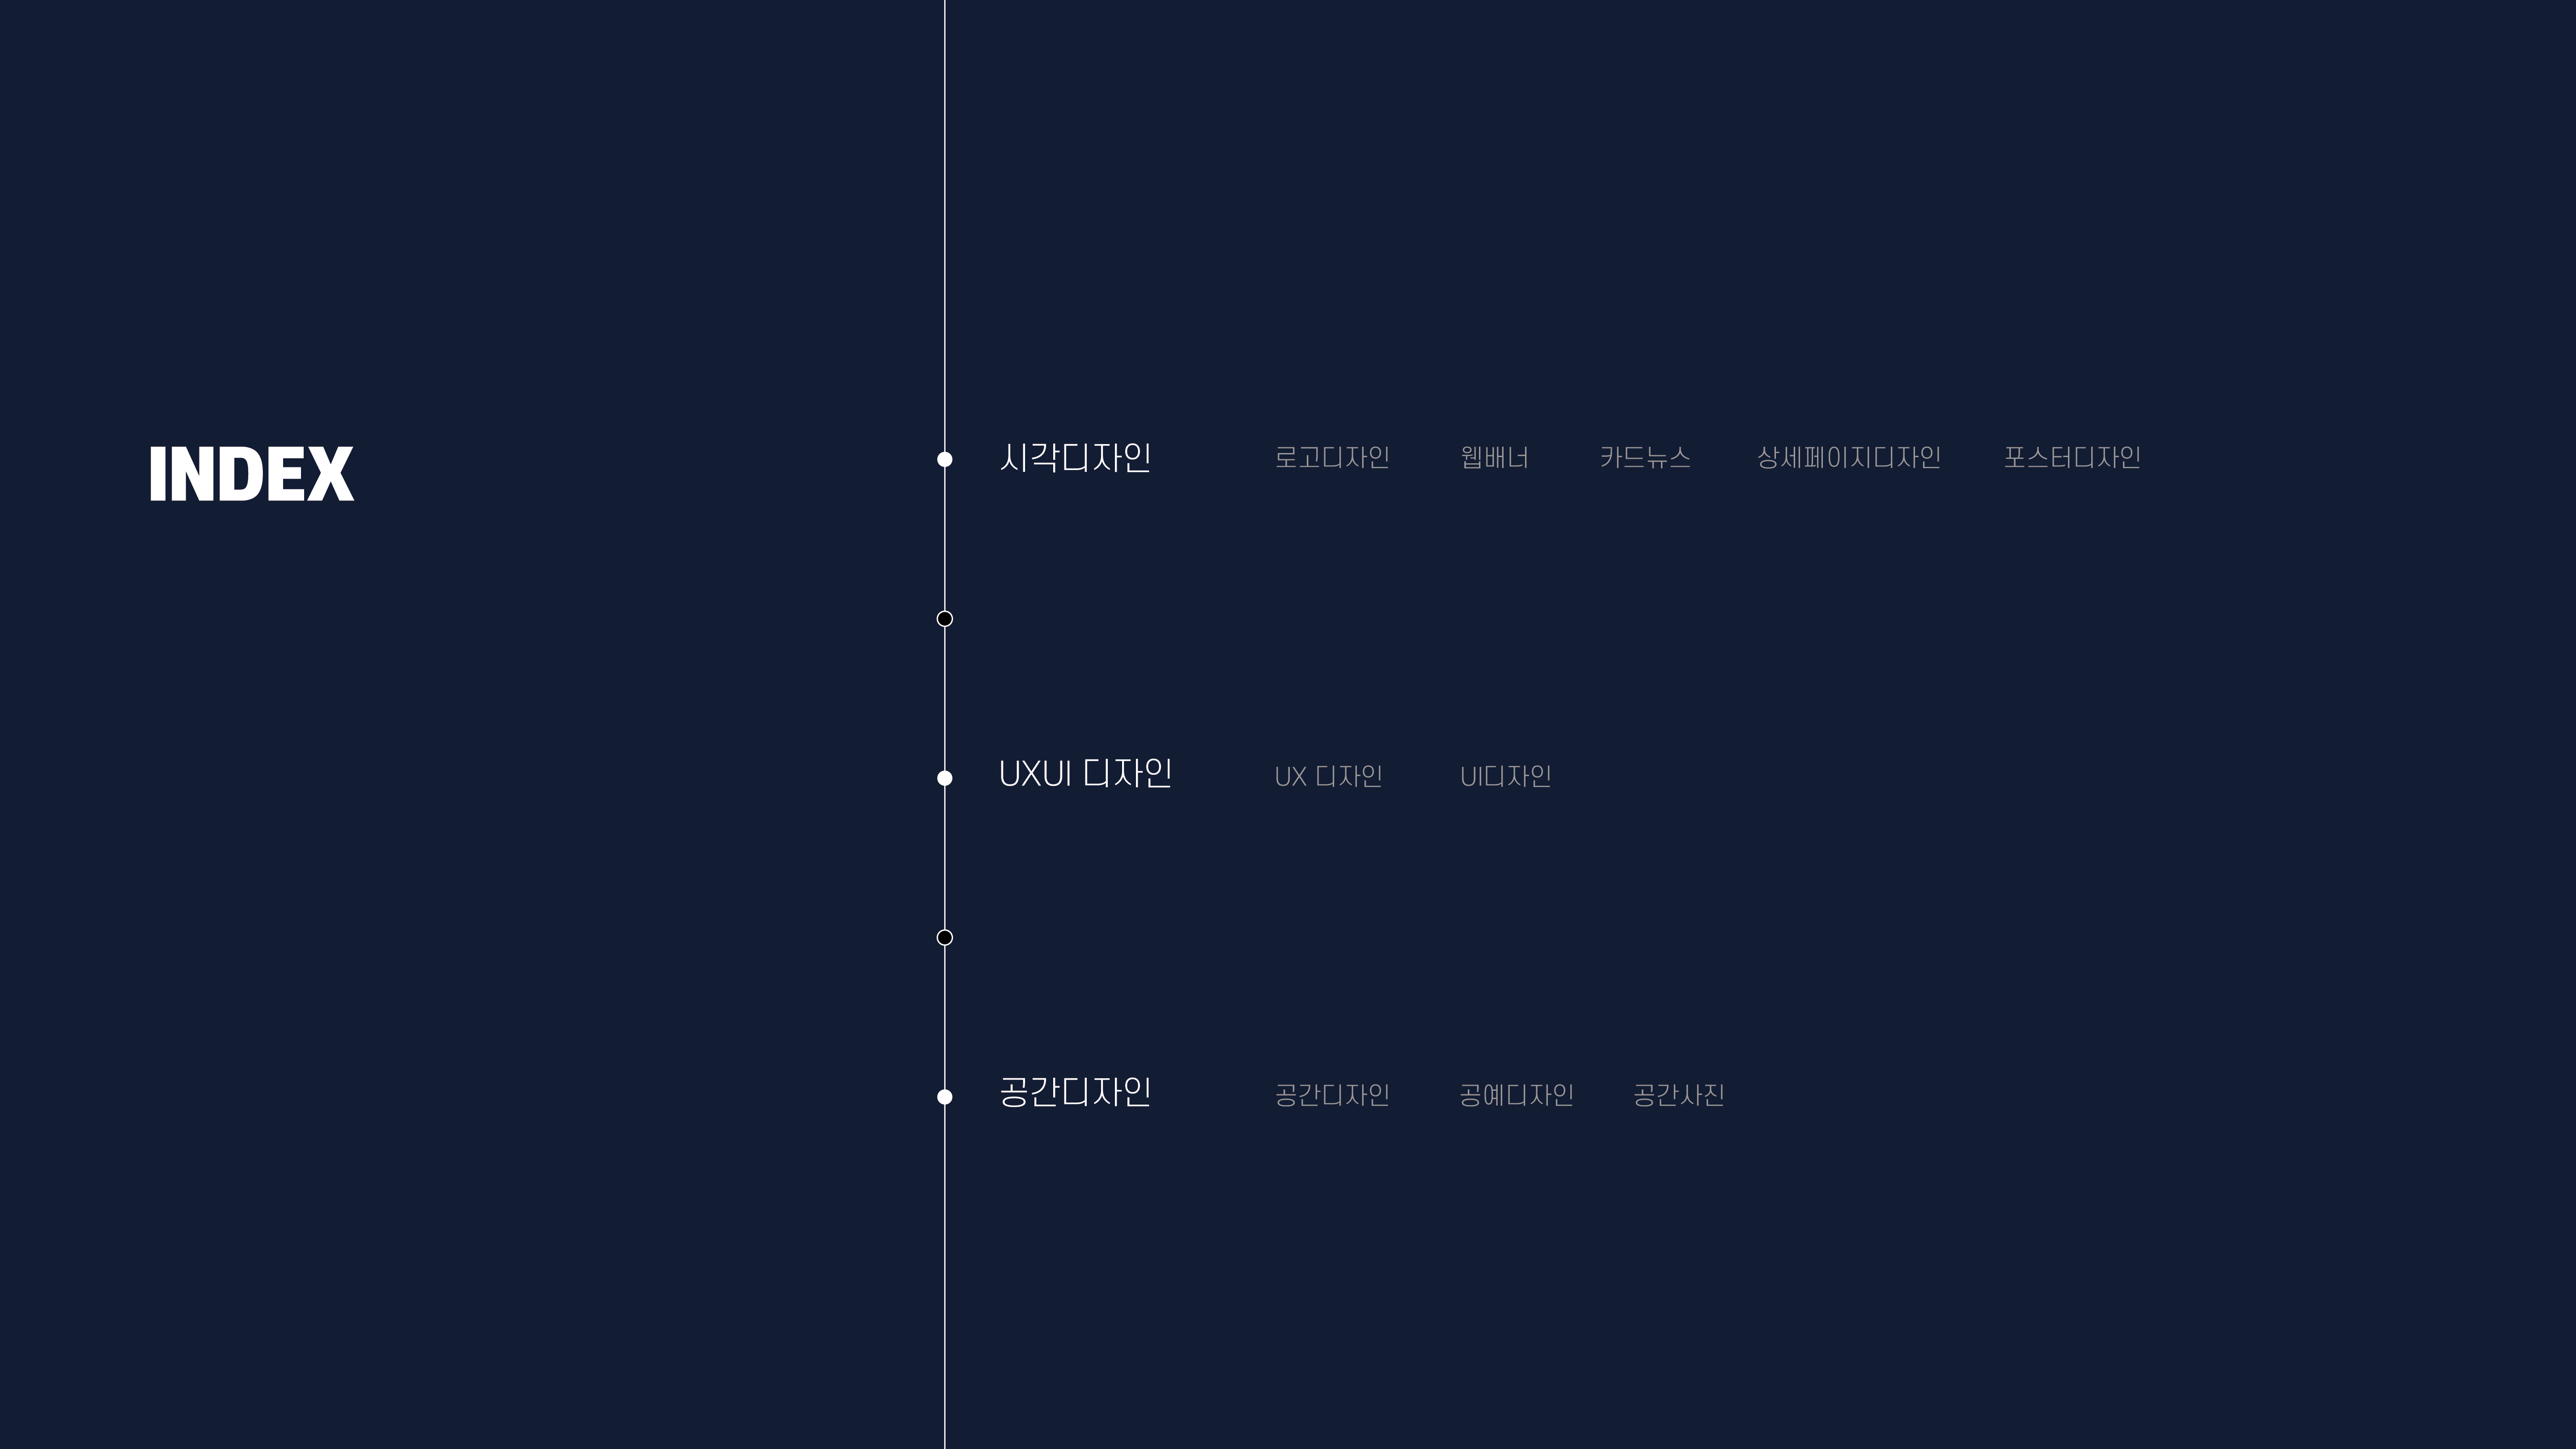 INDEX
시각디자인 로고디자인 웹배너 카드뉴스 상세페이지디자인 포스터디자인
UXUI 디자인 UX 디자인 UI디자인
공간디자인 공간디자인 공예디자인 공간사진